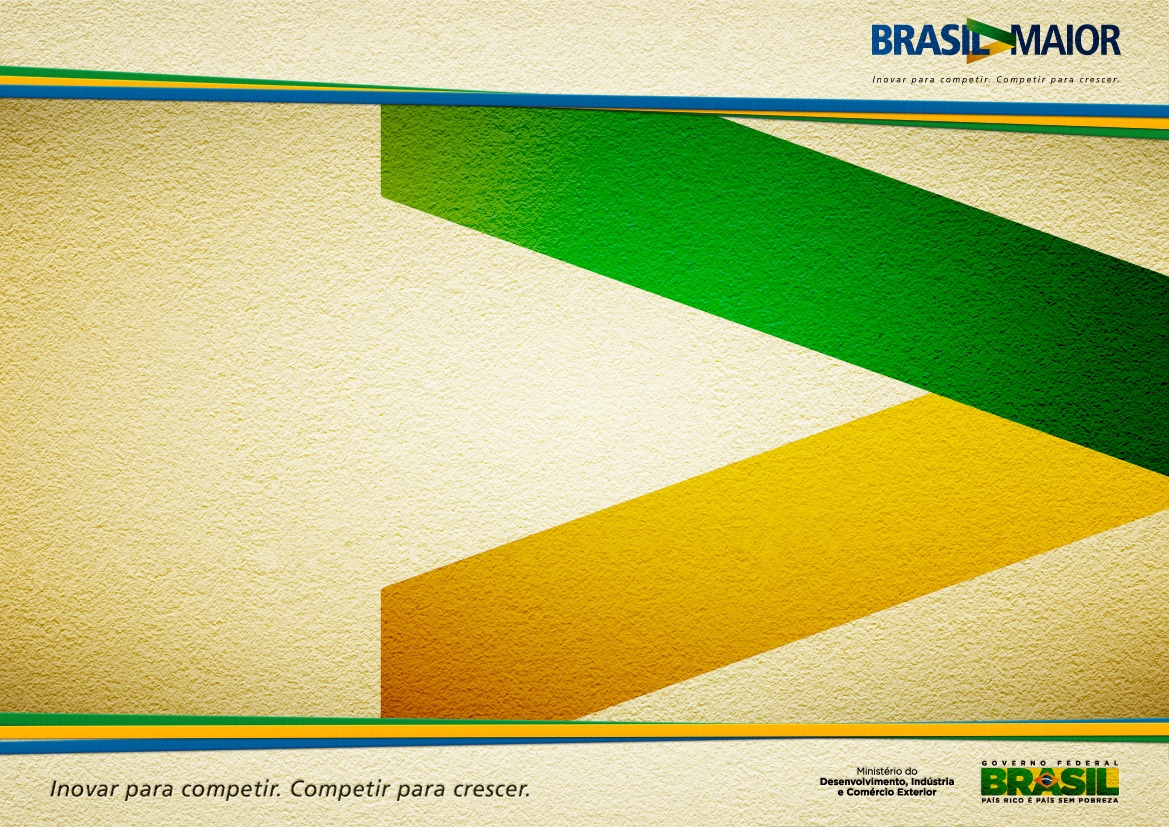 BRASIL MAIOR
Inovar para competir. Competir para crescer.
Inovar para competir. Competir para crescer.
Ministério do
Desenvolvimento, Indústria
e Comércio Exterior
GOVERNO FEDERAL
BRASIL
PAÍS RICO É PAÍS SEM POBREZA